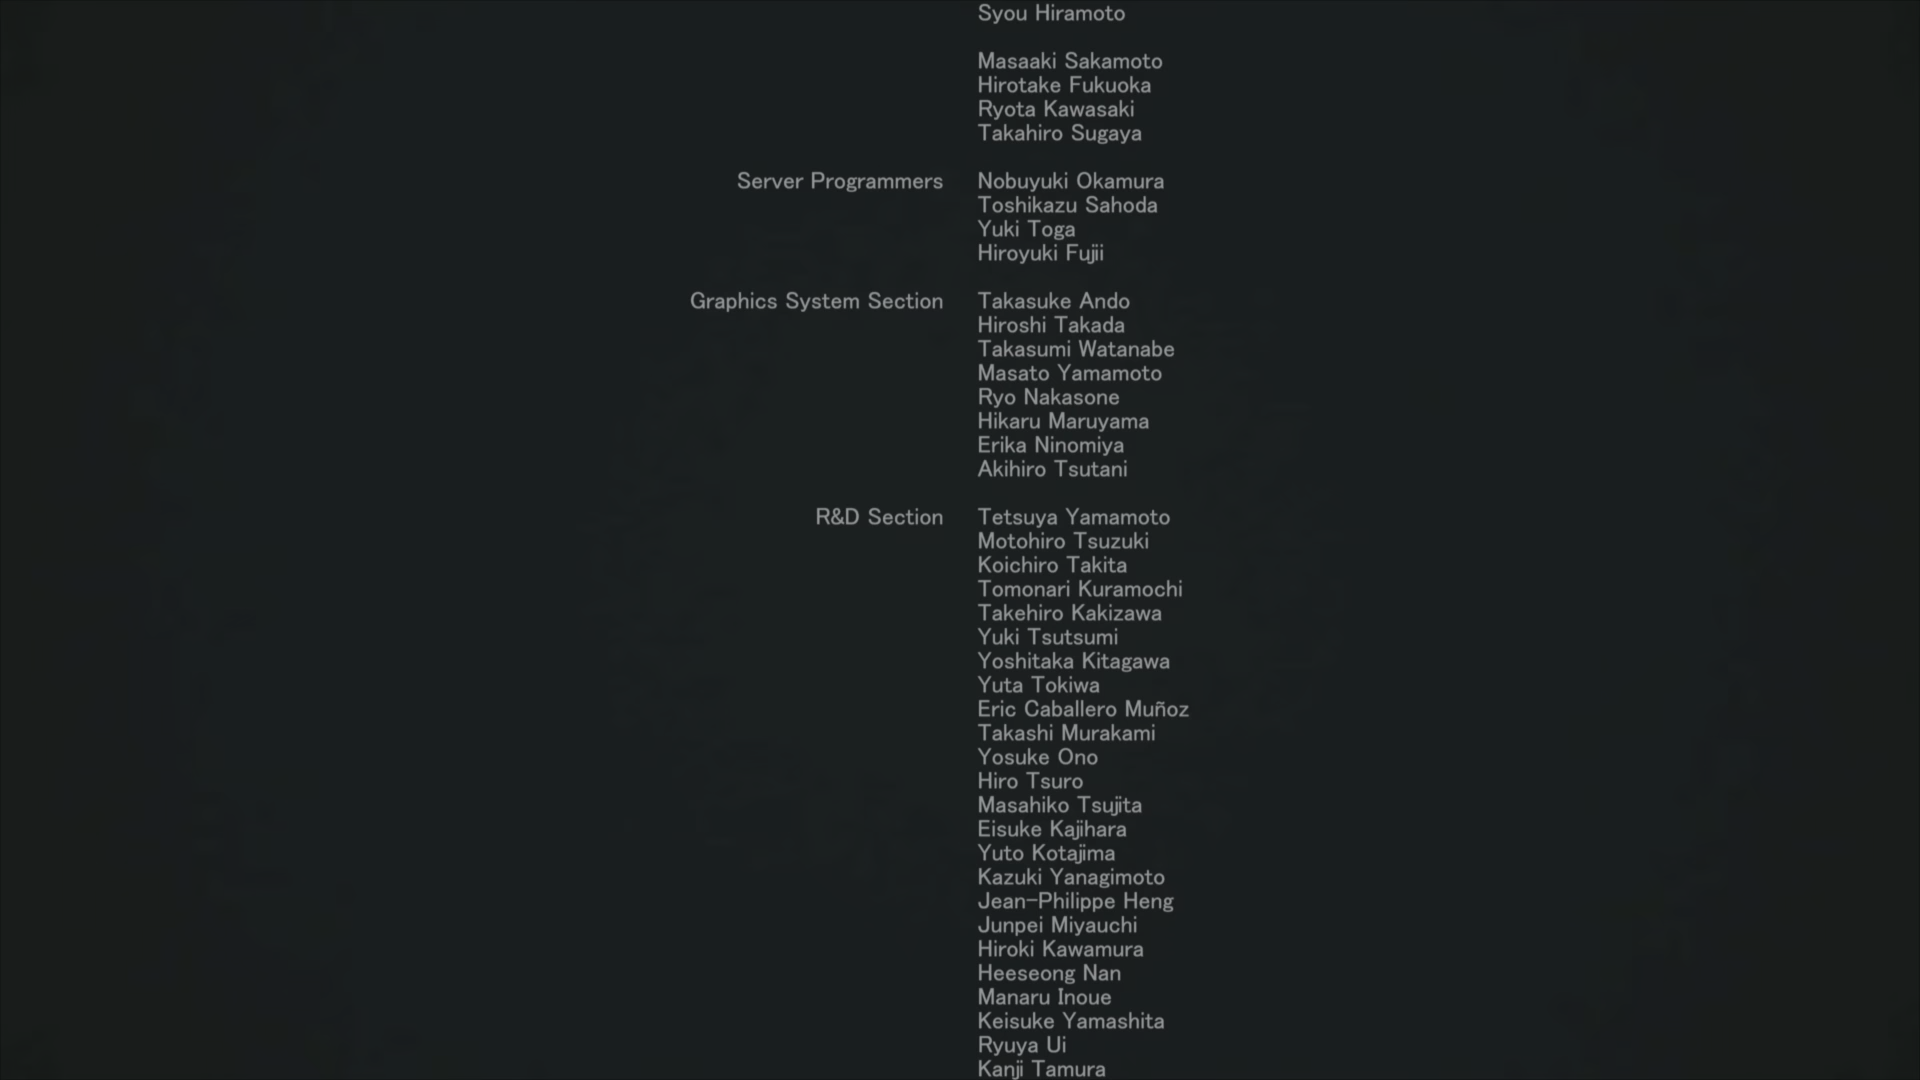 Syou Hiramoto
Masaaki Sakamoto
Hirotake Fukuoka
Ryota Kawasaki
Takahiro Sugaya
Server Programmers Nobuyuki Okamura
Toshikazu Sahoda
Yuki Toga
Hiroyuki Fujii
Graphics System Section Takasuke Ando
Hiroshi Takada
Takasumi Watanabe
Masato Yamamoto
Ryo Nakasone
Hikaru Maruyama
Erika Ninomiya
Akihiro Tsutani
R&D Section Tetsuya Yamamoto
Motohiro Tsuzuki
Koichiro Takita
Tomonari Kuramochi
Takehiro Kakizawa
Yuki Tsutsumi
Yoshitaka Kitagawa
Yuta Tokiwa
Eric Caballero Muñoz
Takashi Murakami
Yosuke Ono
Hiro Tsuro
Masahiko Tsujita
Eisuke Kajihara
Yuto Kotajima
Kazuki Yanagimoto
Jean-Philippe Heng
Junpei Miyauchi
Hiroki Kawamura
Heeseong Nan
Manaru Inoue
Keisuke Yamashita
Ryuya Ui
Kanji Tamura